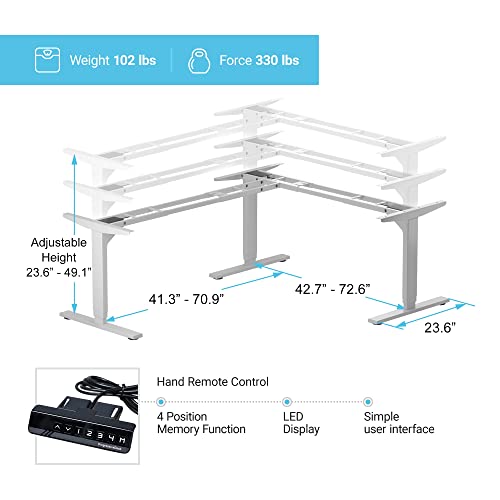 Weight 102 lbs
Force 330 lbs
Adjustable
Height
23.6" - 49.1"
41.3" - 70.9"
42.7" - 72.6"
23.6"
Hand Remote Control
4 Position
Memory Function
LED
Display
Simple
user interface
1 2 3 4 M